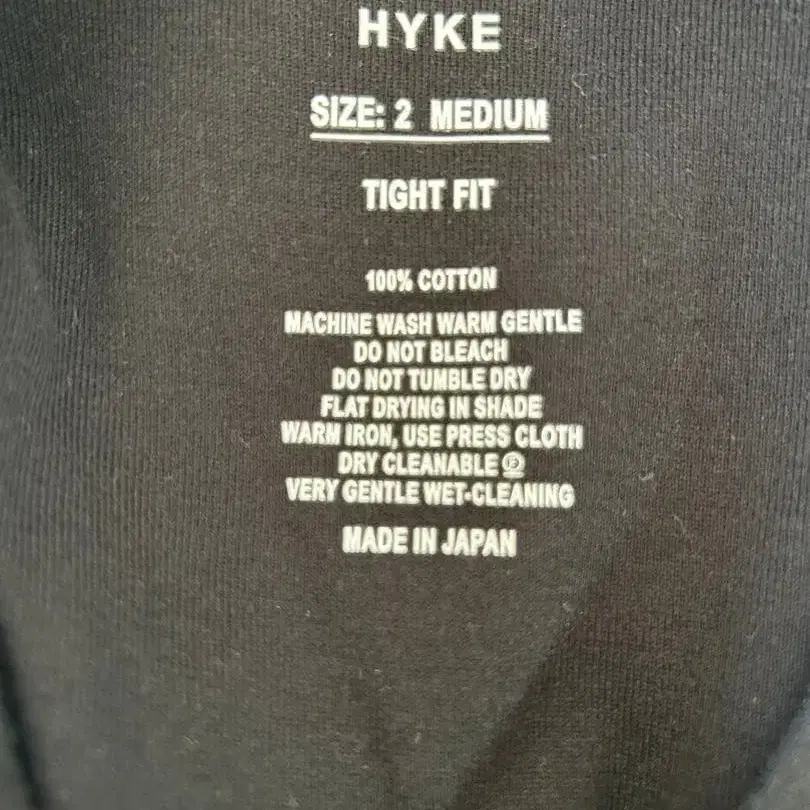 HYKE
SIZE: 2 MEDIUM
TIGHT FIT
100% COTTON
MACHINE WASH WARM GENTLE
DO NOT BLEACH
DO NOT TUMBLE DRY
FLAT DRYING IN SHADE
WARM IRON, USE PRESS CLOTH
DRY CLEANABLE Ⓕ
VERY GENTLE WET-CLEANING
MADE IN JAPAN